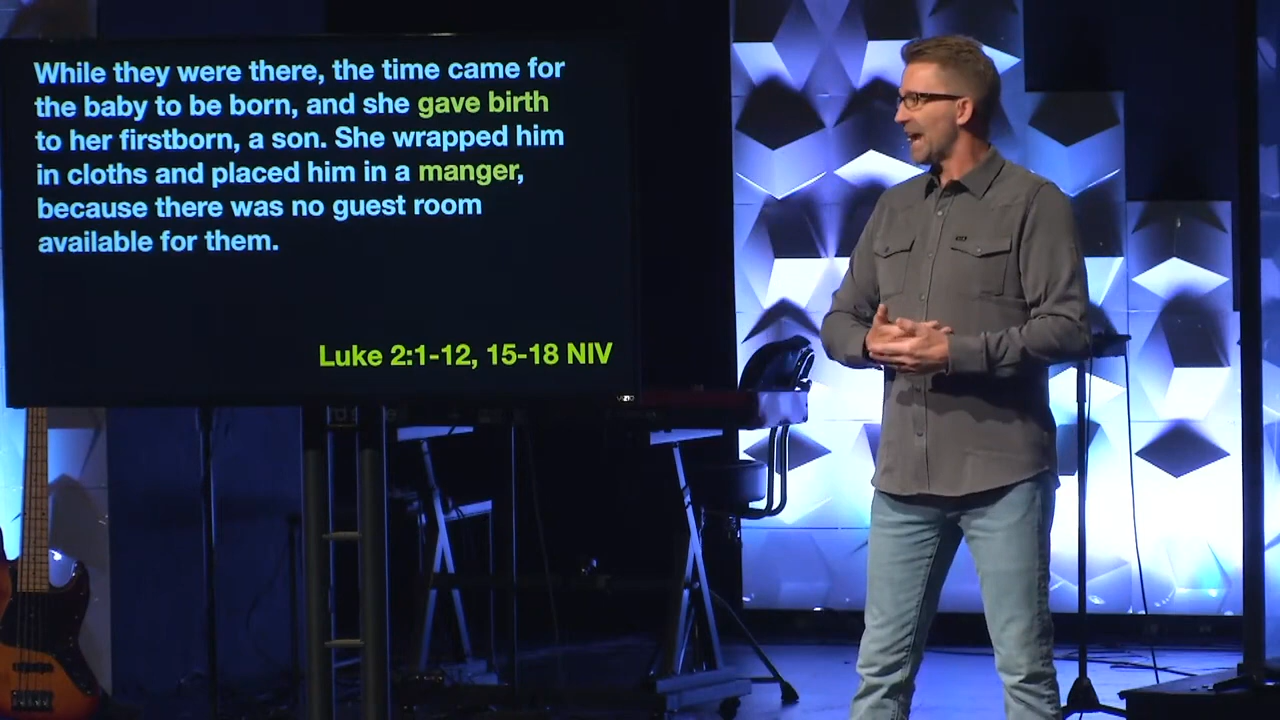 While they were there, the time came for
the baby to be born, and she gave birth
to her firstborn, a son. She wrapped him
in cloths and placed him in a manger,
because there was no guest room
available for them.
Luke 2:1-12, 15-18 NIV
VIZIO